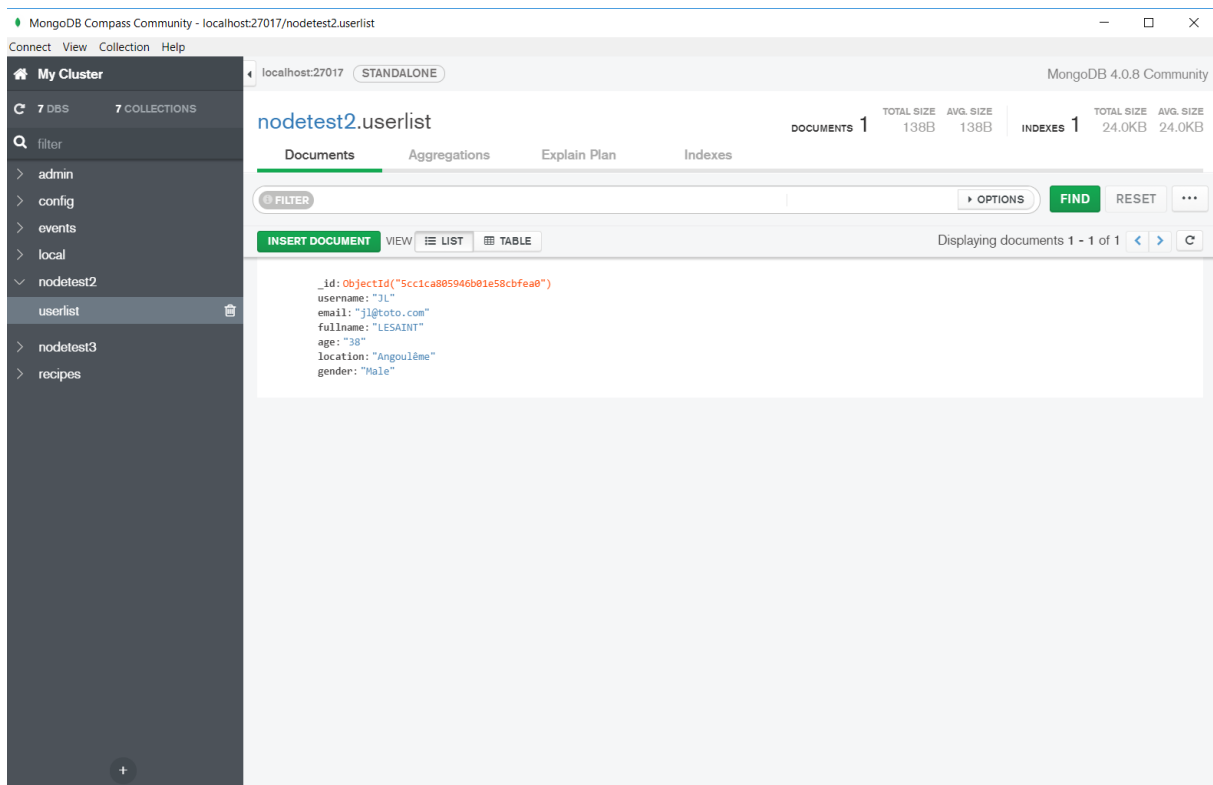 MongoDB Compass Community - localhost:27017/nodetest2.userlist
Connect View Collection Help
My Cluster
7 DBS 7 COLLECTIONS
filter
admin
config
events
local
nodetest2
userlist
nodetest3
recipes
localhost:27017 STANDALONE MongoDB 4.0.8 Community
nodetest2.userlist
DOCUMENTS 1 TOTAL SIZE 138B AVG. SIZE 138B INDEXES 1 TOTAL SIZE 24.0KB AVG. SIZE 24.0KB
Documents Aggregations Explain Plan Indexes
FILTER OPTIONS FIND RESET ...
INSERT DOCUMENT VIEW LIST TABLE Displaying documents 1 - 1 of 1 < > C
_id:ObjectId("5cc1ca805946b01e58cbfea0")
username:"JL"
email:"jl@toto.com"
fullname:"LESAINT"
age:"38"
location:"Angoulême"
gender:"Male"